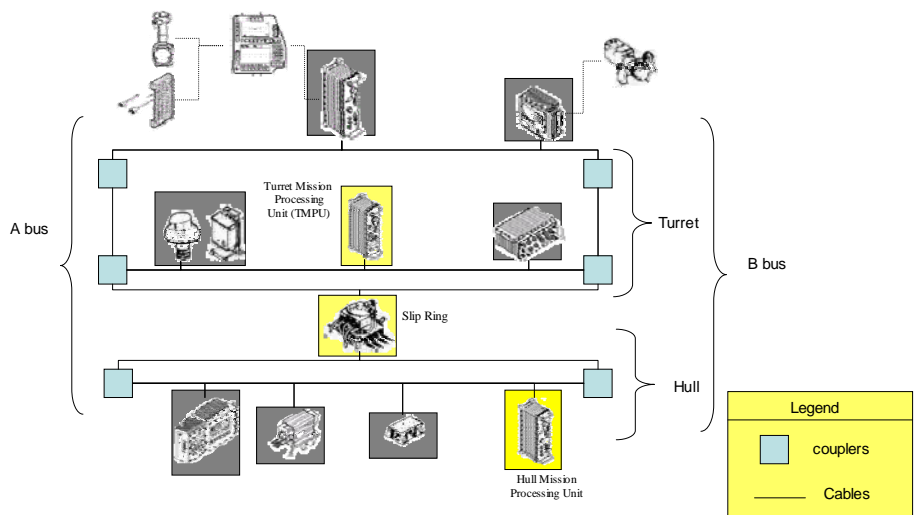 Turret Mission
Processing
Unit (TMPU)
A bus
Turret
B bus
Slip Ring
Hull
Hull Mission
Processing Unit
Legend
couplers
Cables